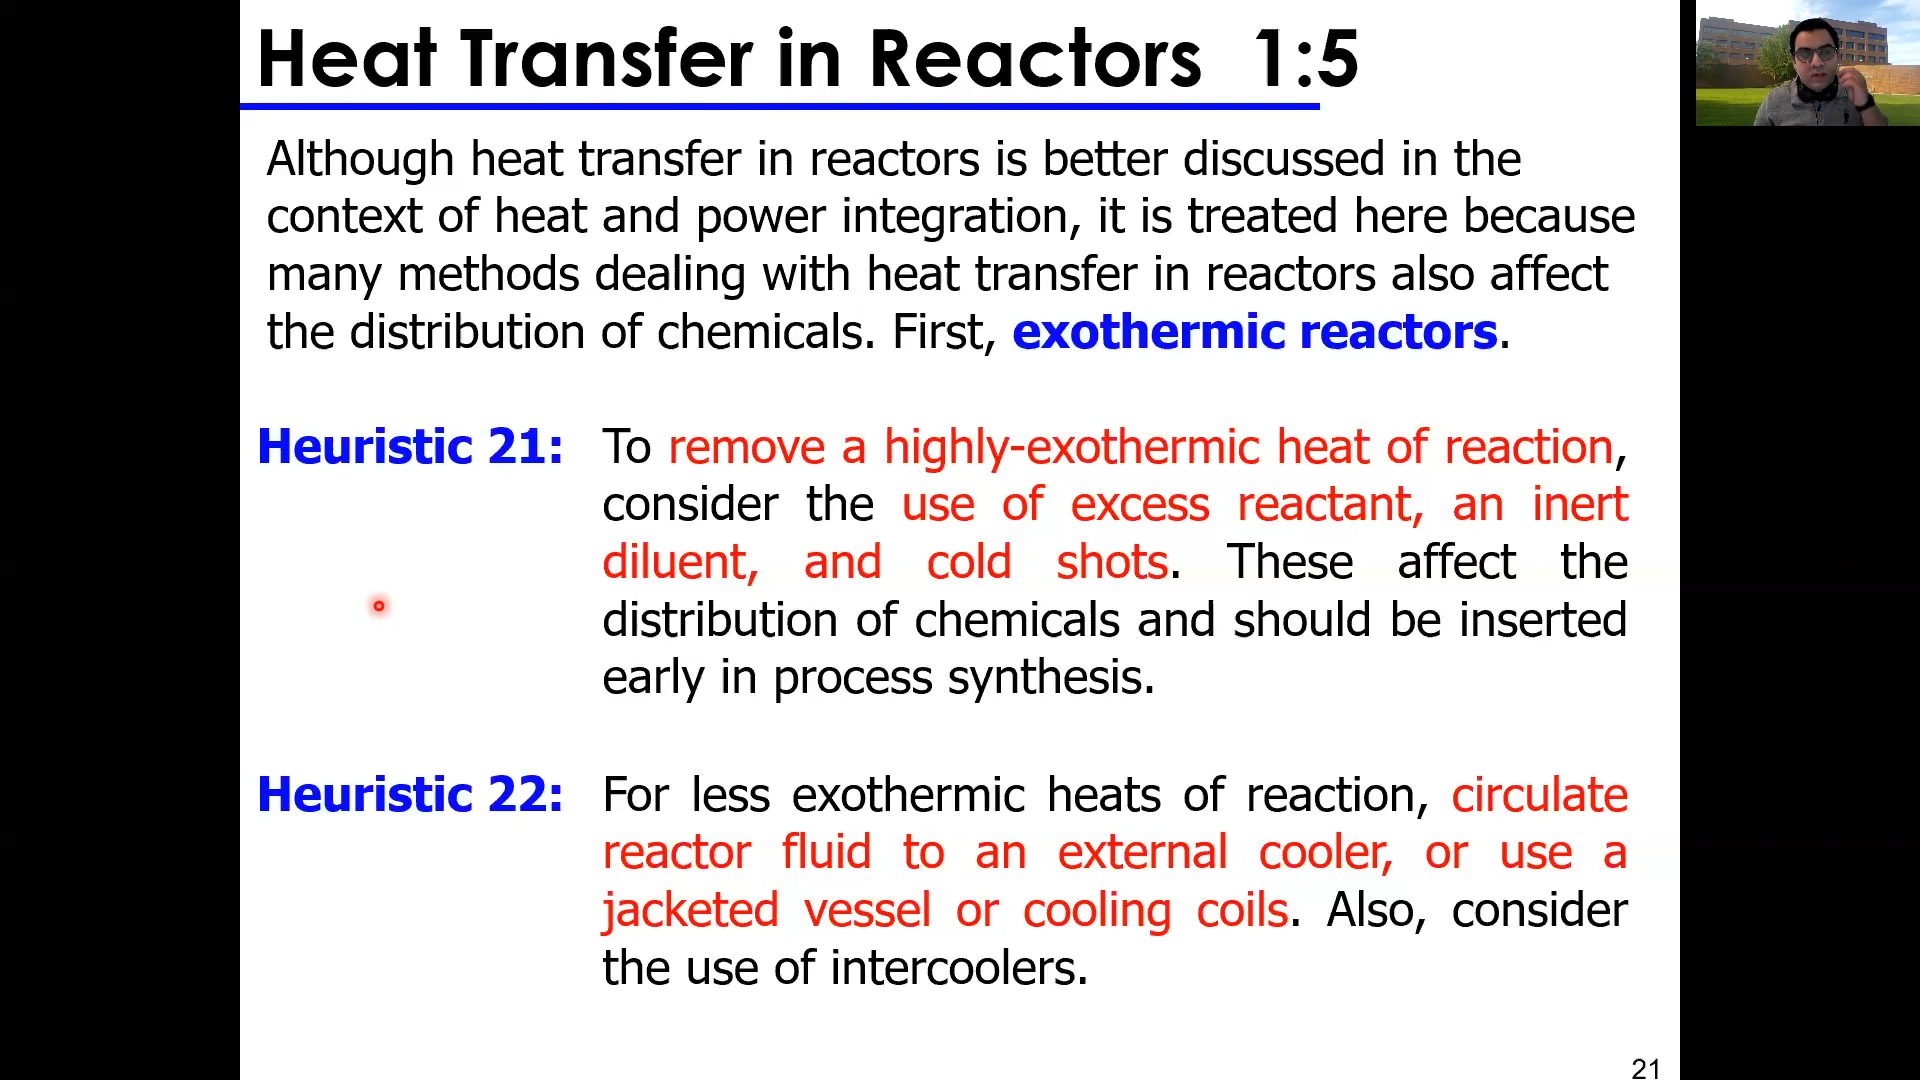 Heat Transfer in Reactors 1:5
Although heat transfer in reactors is better discussed in the
context of heat and power integration, it is treated here because
many methods dealing with heat transfer in reactors also affect
the distribution of chemicals. First, exothermic reactors.
Heuristic 21: To remove a highly-exothermic heat of reaction,
consider the use of excess reactant, an inert
diluent, and cold shots. These affect the
distribution of chemicals and should be inserted
early in process synthesis.
Heuristic 22: For less exothermic heats of reaction, circulate
reactor fluid to an external cooler, or use a
jacketed vessel or cooling coils. Also, consider
the use of intercoolers.
21